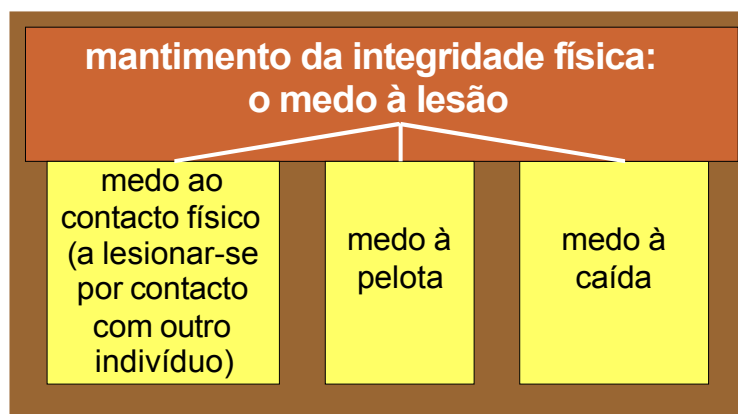 mantimento da integridade física:
o medo à lesão
medo ao
contacto físico
(a lesionar-se
por contacto
com outro
indivíduo)
medo à
pelota
medo à
caída